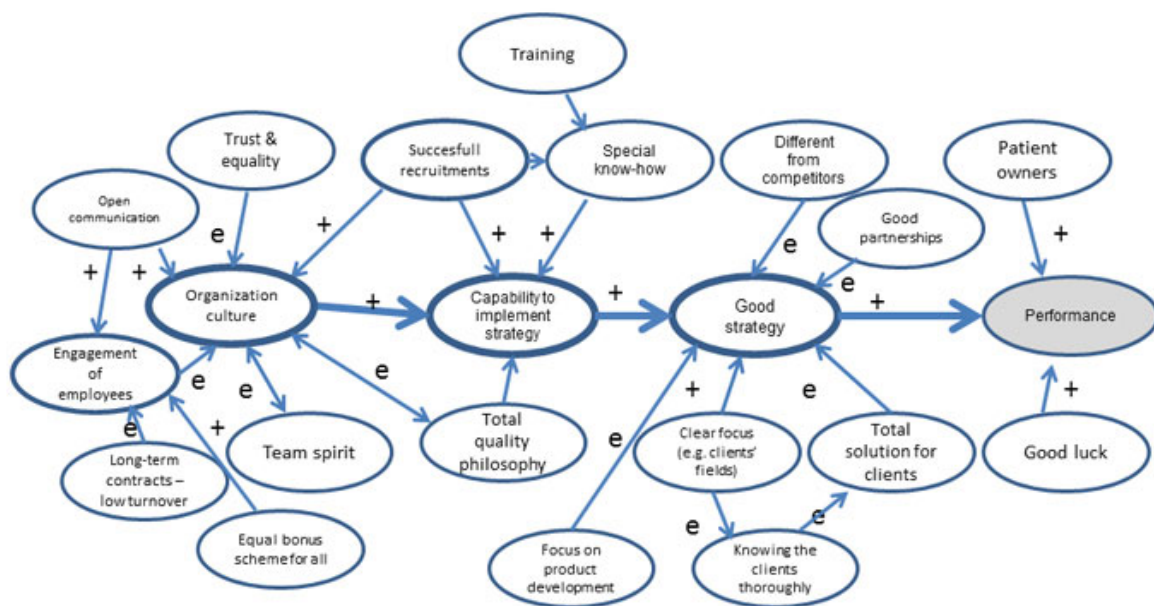 Training
Trust &
equality
Succesfull
recruitments
Special
know-how
Different
from
competitors
Patient
owners
Open
communication
Good
partnerships
e
+
+
+
e
+
+
+
e
Organization
culture
+
Capability to
implement
strategy
+
Good
strategy
+
Performance
Engagement
of
employees
e
e
e
+
e
+
e
+
e
Team spirit
Total
quality
philosophy
Clear focus
(e.g. clients'
fields)
Total
solution for
clients
Good luck
Long-term
contracts –
low turnover
e
e
Equal bonus
scheme for all
Focus on
product
development
Knowing the
clients
thoroughly